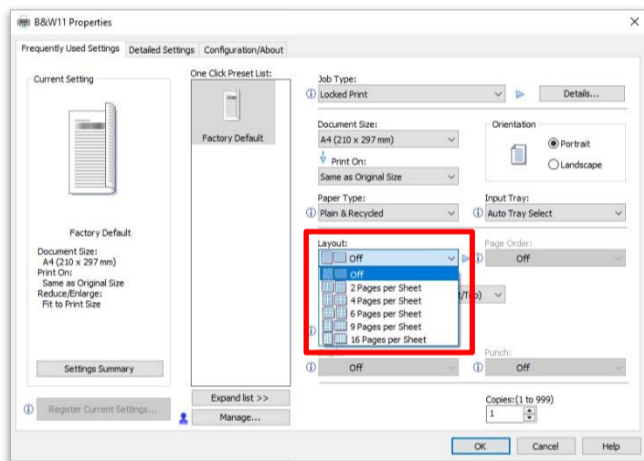 B&W11 Properties
Frequently Used Settings
Detailed Settings
Configuration/About
Current Setting
Factory Default
Document Size:
A4 (210 x 297 mm)
Print On:
Same as Original Size
Reduce/Enlarge:
Fit to Print Size
Settings Summary
Register Current Settings...
One Click Preset List:
Factory Default
Expand list >>
Manage...
Job Type:
Locked Print
Details...
Document Size:
A4 (210 x 297 mm)
Print On:
Same as Original Size
Orientation
Portrait
Landscape
Paper Type:
Plain & Recycled
Input Tray:
Auto Tray Select
Layout:
Off
Off
2 Pages per Sheet
4 Pages per Sheet
6 Pages per Sheet
9 Pages per Sheet
16 Pages per Sheet
Page Order:
Off
Off
Punch:
Off
Copies:(1 to 999)
1
OK
Cancel
Help